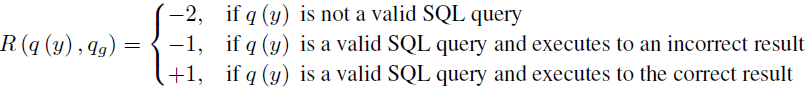 −2, if q (y) is not a valid SQL query
R (q (y) , q_g) = { −1, if q (y) is a valid SQL query and executes to an incorrect result
+1, if q (y) is a valid SQL query and executes to the correct result